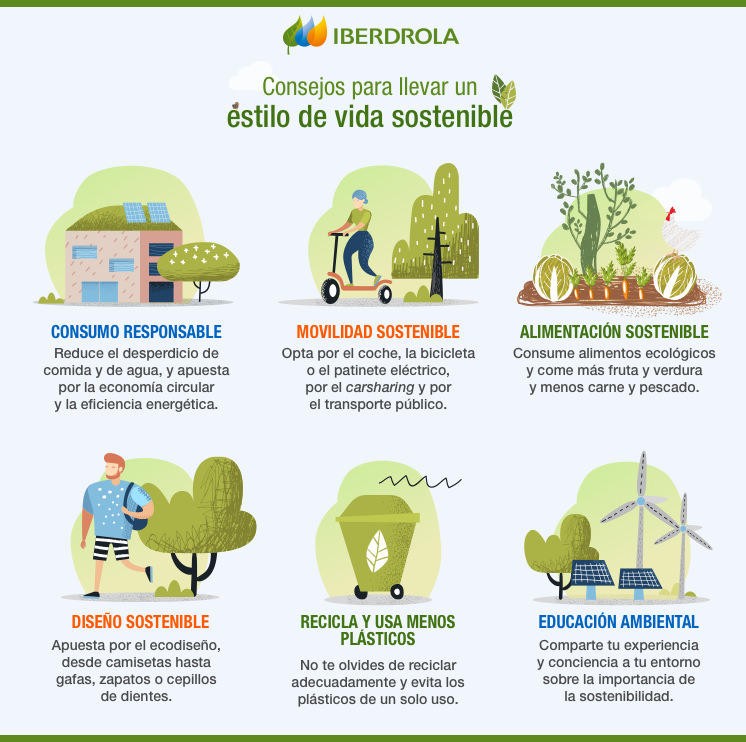 IBERDROLA
Consejos para llevar un
estilo de vida sostenible
CONSUMO RESPONSABLE
Reduce el desperdicio de
comida y de agua, y apuesta
por la economía circular
y la eficiencia energética.
MOVILIDAD SOSTENIBLE
Opta por el coche, la bicicleta
o el patinete eléctrico,
por el carsharing y por
el transporte público.
ALIMENTACIÓN SOSTENIBLE
Consume alimentos ecológicos
y come más fruta y verdura
y menos carne y pescado.
DISEÑO SOSTENIBLE
Apuesta por el ecodiseño,
desde camisetas hasta
gafas, zapatos o cepillos
de dientes.
RECICLA Y USA MENOS
PLÁSTICOS
No te olvides de reciclar
adecuadamente y evita los
plásticos de un solo uso.
EDUCACIÓN AMBIENTAL
Comparte tu experiencia
y conciencia a tu entorno
sobre la importancia de
la sostenibilidad.